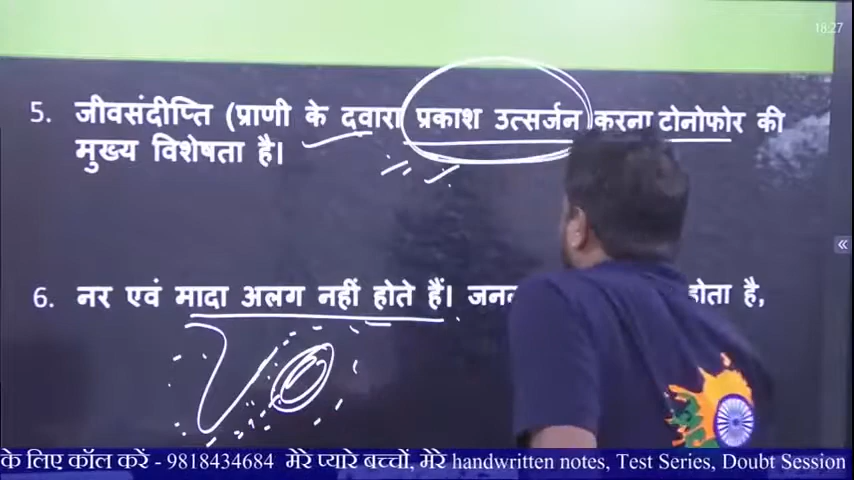 18:27
5. जीवसंदीप्ति (प्राणी के दवारा प्रकाश उत्सर्जन करना टोनोफोर की
मुख्य विशेषता है।
6. नर एवं मादा अलग नहीं होते हैं। होता है,
के लिए कॉल करें - 9818434684 मेरे प्यारे बच्चों, मेरे handwritten notes, Test Series, Doubt Session